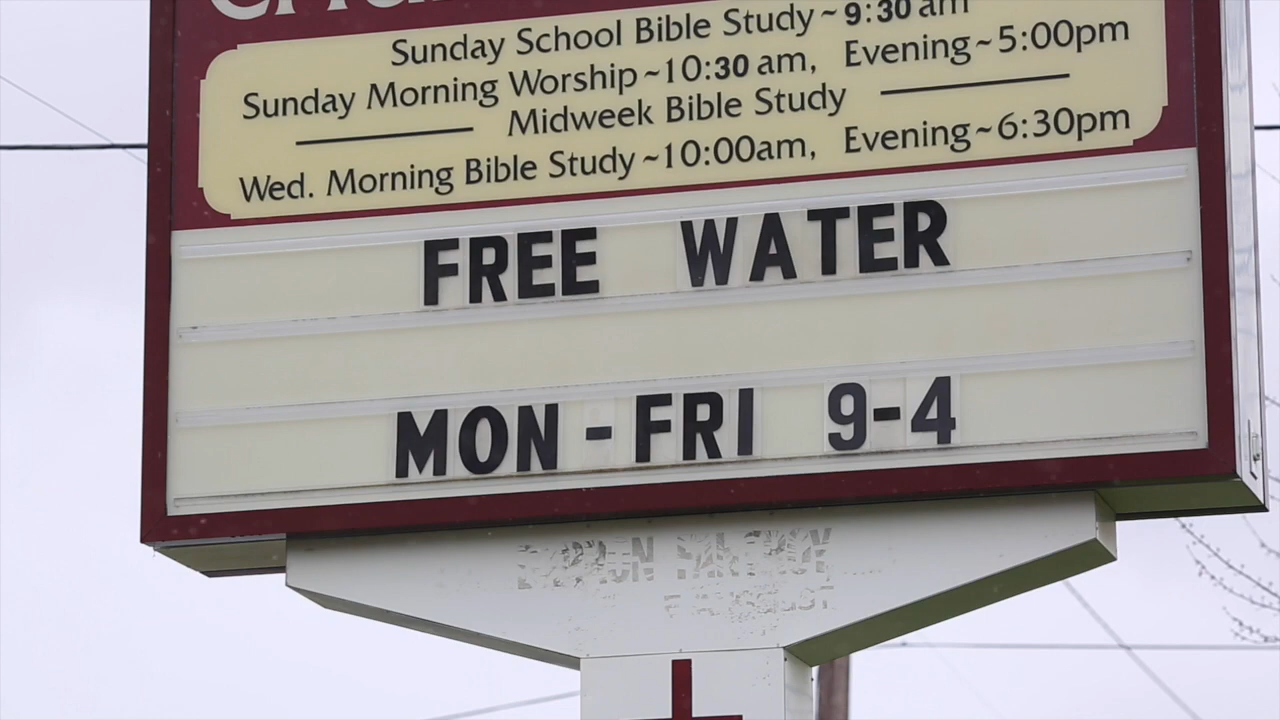 Sunday School Bible Study ~ 9:30 am
Sunday Morning Worship ~10:30 am, Evening~5:00pm
Midweek Bible Study
Wed. Morning Bible Study ~10:00am, Evening~6:30pm
FREE WATER
MON-FRI 9-4